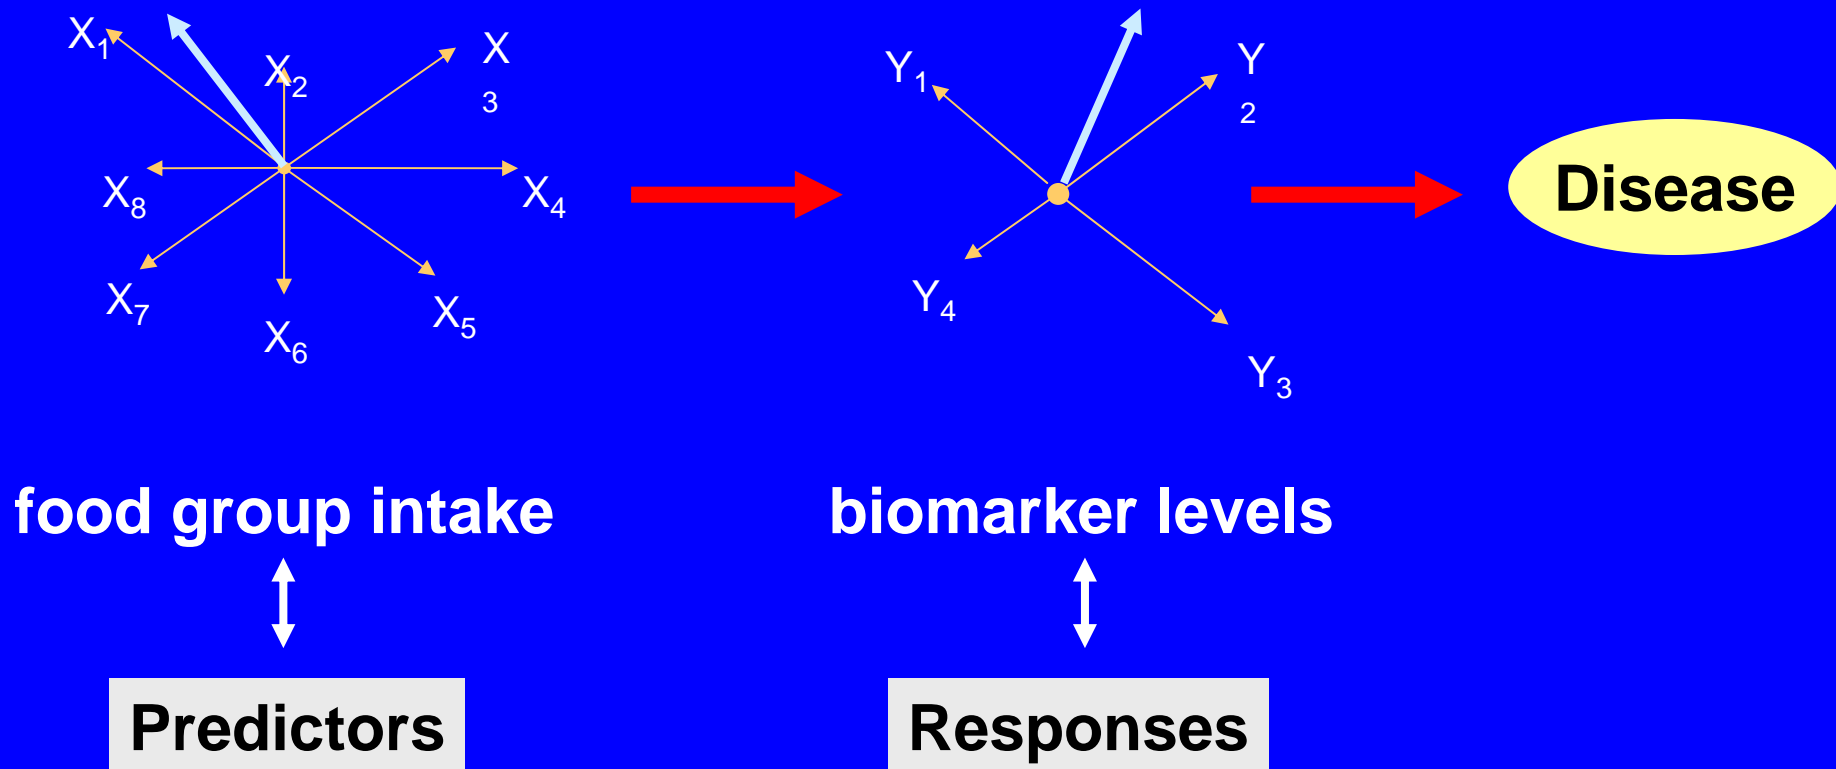 X1
X2
X
3
X8
X4
X7
X6
X5
Y1
Y
2
Y4
Y3
Disease
food group intake
biomarker levels
Predictors
Responses